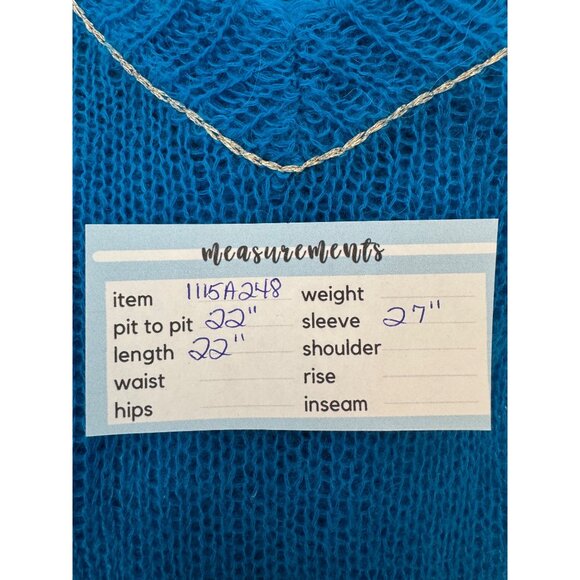 measurements
item 1115A248 weight
pit to pit 22" sleeve 27"
length 22" shoulder
waist rise
hips inseam